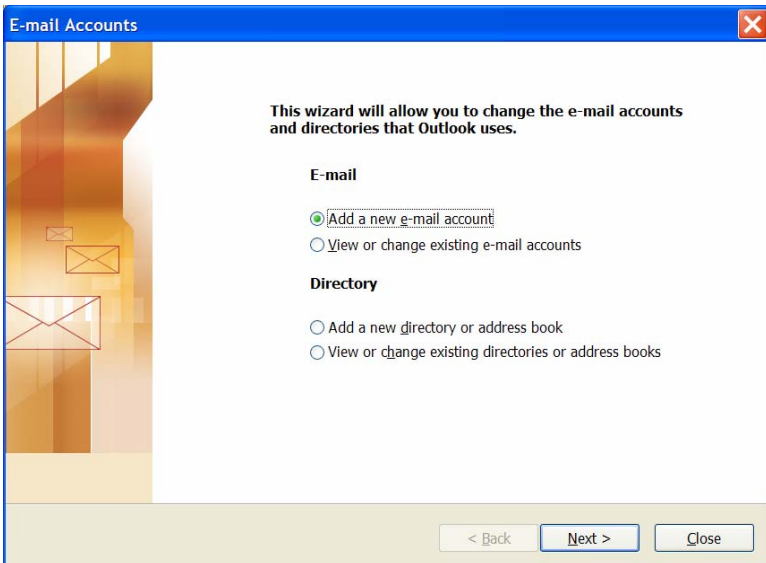 E-mail Accounts
This wizard will allow you to change the e-mail accounts
and directories that Outlook uses.
E-mail
Add a new e-mail account
View or change existing e-mail accounts
Directory
Add a new directory or address book
View or change existing directories or address books
< Back
Next >
Close